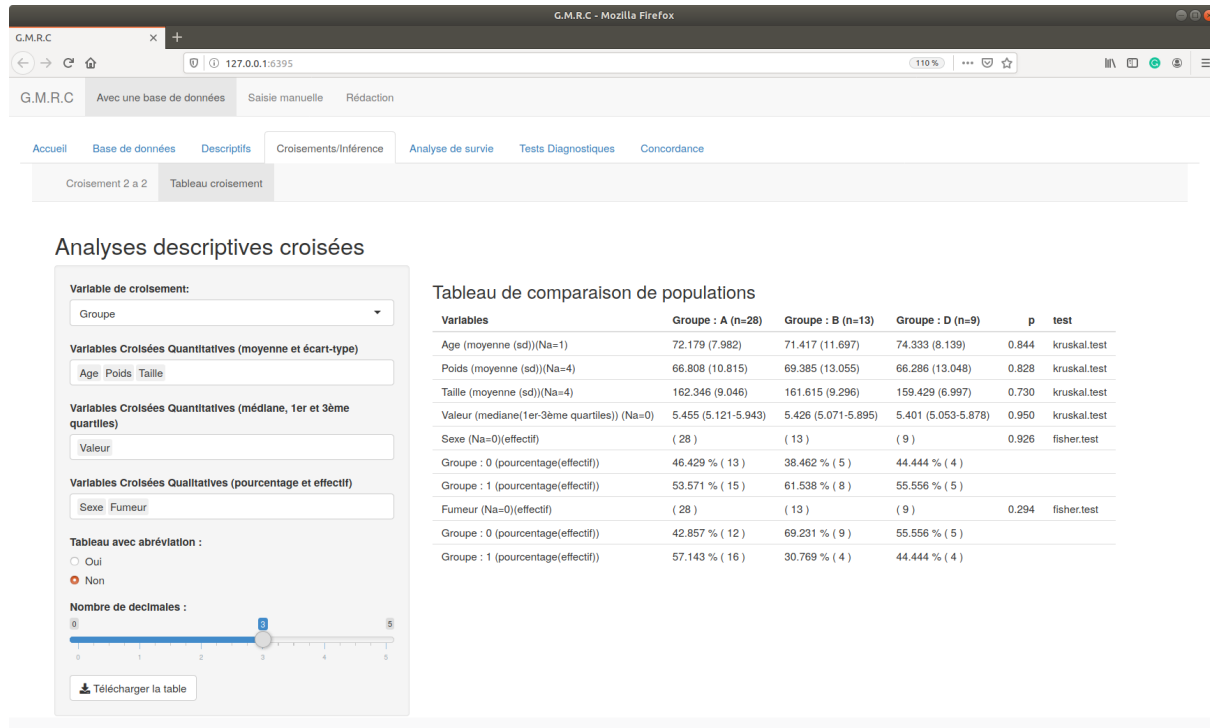 G.M.R.C - Mozilla Firefox
G.M.R.C × +
127.0.0.1:6395 110 % ...
G.M.R.C Avec une base de données Saisie manuelle Rédaction
Accueil Base de données Descriptifs Croisements/Inférence Analyse de survie Tests Diagnostiques Concordance
Croisement 2 a 2 Tableau croisement
Analyses descriptives croisées
Variable de croisement:
Groupe
Variables Croisées Quantitatives (moyenne et écart-type)
Age Poids Taille
Variables Croisées Quantitatives (médiane, 1er et 3ème
quartiles)
Valeur
Variables Croisées Qualitatives (pourcentage et effectif)
Sexe Fumeur
Tableau avec abréviation :
Oui
Non
Nombre de decimales :
0 3 5
0 1 2 3 4 5
Télécharger la table
Tableau de comparaison de populations
Variables Groupe : A (n=28) Groupe : B (n=13) Groupe : D (n=9) p test
Age (moyenne (sd))(Na=1) 72.179 (7.982) 71.417 (11.697) 74.333 (8.139) 0.844 kruskal.test
Poids (moyenne (sd))(Na=4) 66.808 (10.815) 69.385 (13.055) 66.286 (13.048) 0.828 kruskal.test
Taille (moyenne (sd))(Na=4) 162.346 (9.046) 161.615 (9.296) 159.429 (6.997) 0.730 kruskal.test
Valeur (mediane(1er-3ème quartiles)) (Na=0) 5.455 (5.121-5.943) 5.426 (5.071-5.895) 5.401 (5.053-5.878) 0.950 kruskal.test
Sexe (Na=0)(effectif) ( 28 ) ( 13 ) ( 9 ) 0.926 fisher.test
Groupe : 0 (pourcentage(effectif)) 46.429 % ( 13 ) 38.462 % ( 5 ) 44.444 % ( 4 )
Groupe : 1 (pourcentage(effectif)) 53.571 % ( 15 ) 61.538 % ( 8 ) 55.556 % ( 5 )
Fumeur (Na=0)(effectif) ( 28 ) ( 13 ) ( 9 ) 0.294 fisher.test
Groupe : 0 (pourcentage(effectif)) 42.857 % ( 12 ) 69.231 % ( 9 ) 55.556 % ( 5 )
Groupe : 1 (pourcentage(effectif)) 57.143 % ( 16 ) 30.769 % ( 4 ) 44.444 % ( 4 )